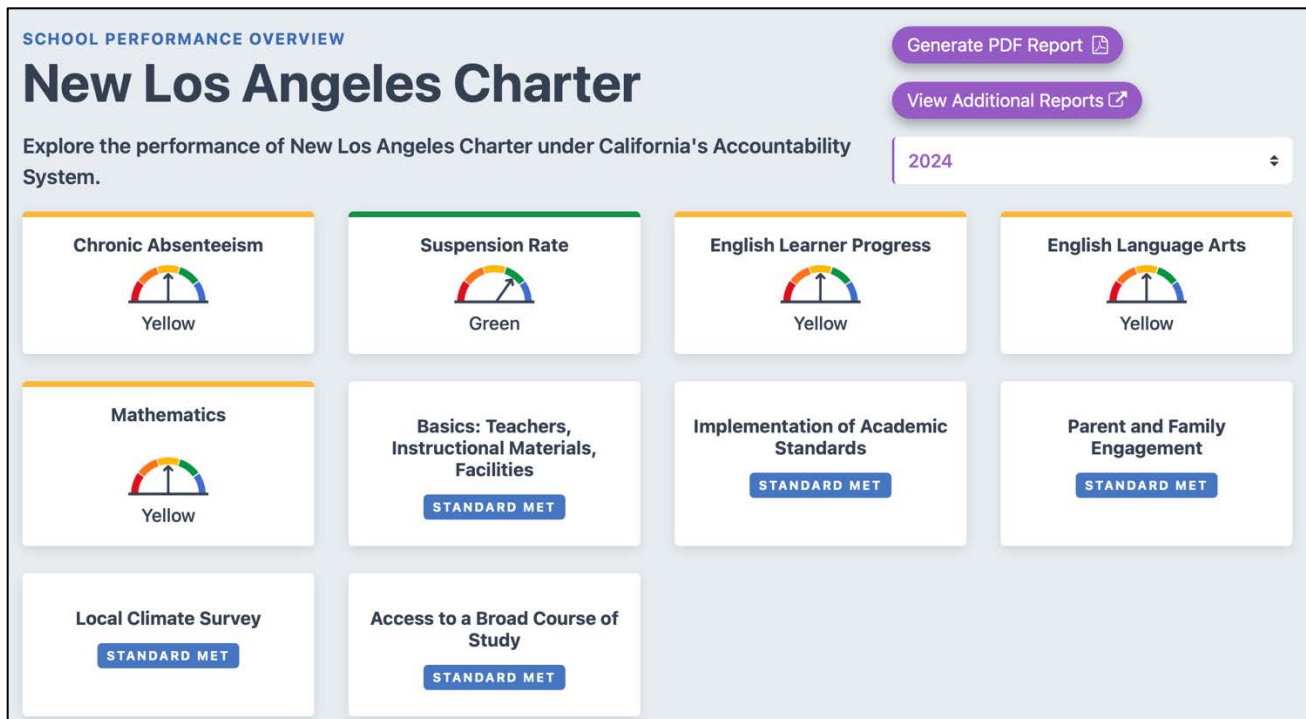 SCHOOL PERFORMANCE OVERVIEW
New Los Angeles Charter
Explore the performance of New Los Angeles Charter under California's Accountability
System.
Generate PDF Report
View Additional Reports
2024
Chronic Absenteeism
Yellow
Suspension Rate
Green
English Learner Progress
Yellow
English Language Arts
Yellow
Mathematics
Yellow
Basics: Teachers,
Instructional Materials,
Facilities
STANDARD MET
Implementation of Academic
Standards
STANDARD MET
Parent and Family
Engagement
STANDARD MET
Local Climate Survey
STANDARD MET
Access to a Broad Course of
Study
STANDARD MET